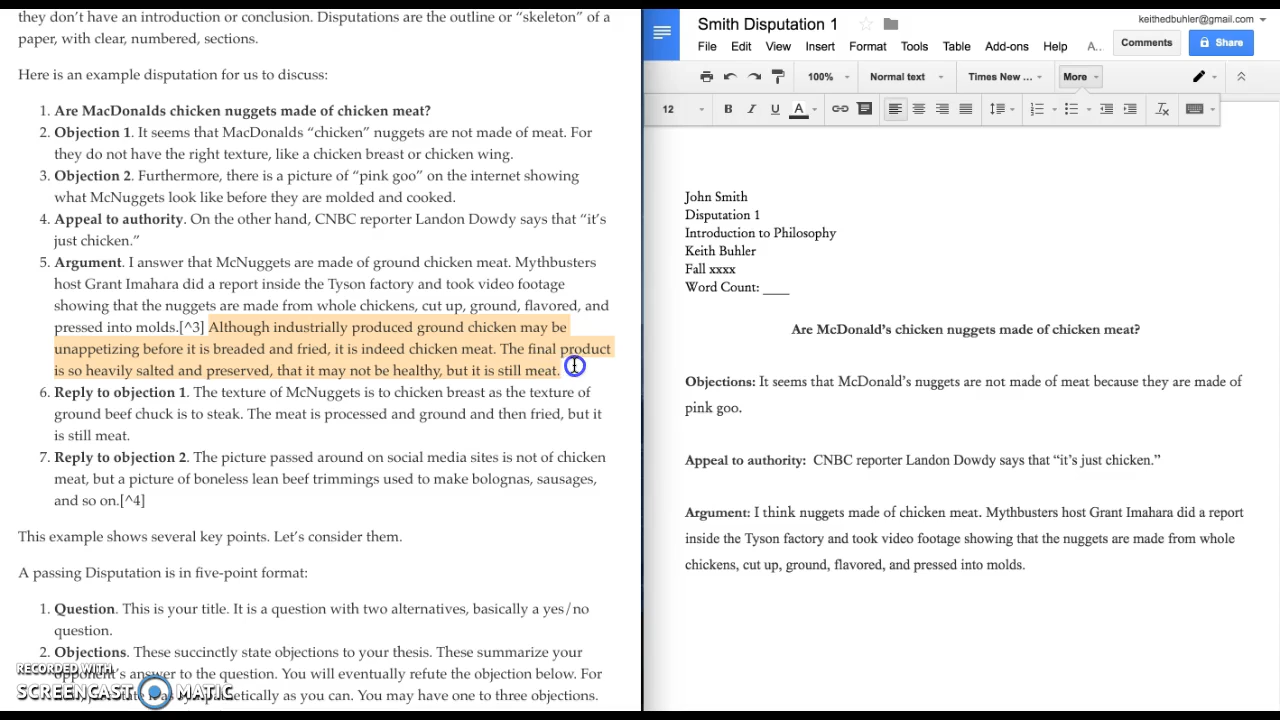 they don't have an introduction or conclusion. Disputations are the outline or “skeleton” of a
paper, with clear, numbered, sections.
Here is an example disputation for us to discuss:
1. Are MacDonalds chicken nuggets made of chicken meat?
2. Objection 1. It seems that MacDonalds “chicken” nuggets are not made of meat. For
they do not have the right texture, like a chicken breast or chicken wing.
3. Objection 2. Furthermore, there is a picture of “pink goo” on the internet showing
what McNuggets look like before they are molded and cooked.
4. Appeal to authority. On the other hand, CNBC reporter Landon Dowdy says that “it's
just chicken.”
5. Argument. I answer that McNuggets are made of ground chicken meat. Mythbusters
host Grant Imahara did a report inside the Tyson factory and took video footage
showing that the nuggets are made from whole chickens, cut up, ground, flavored, and
pressed into molds.[^3] Although industrially produced ground chicken may be
unappetizing before it is breaded and fried, it is indeed chicken meat. The final product
is so heavily salted and preserved, that it may not be healthy, but it is still meat.
6. Reply to objection 1. The texture of McNuggets is to chicken breast as the texture of
ground beef chuck is to steak. The meat is processed and ground and then fried, but it
is still meat.
7. Reply to objection 2. The picture passed around on social media sites is not of chicken
meat, but a picture of boneless lean beef trimmings used to make bolognas, sausages,
and so on.[^4]
This example shows several key points. Let's consider them.
A passing Disputation is in five-point format:
1. Question. This is your title. It is a question with two alternatives, basically a yes/no
question.
2. Objections. These succinctly state objections to your thesis. These summarize your
opponent's answer to the question. You will eventually refute the objection below. For
as sympathetically as you can. You may have one to three objections.
RECORDED WITH
SCREENCAST MATIC
Smith Disputation 1
keithedbuhler@gmail.com
File Edit View Insert Format Tools Table Add-ons Help A...
Comments
Share
100% Normal text Times New ... More
12 B I U A
John Smith
Disputation 1
Introduction to Philosophy
Keith Buhler
Fall xxxx
Word Count: ____
Are McDonald's chicken nuggets made of chicken meat?
Objections: It seems that McDonald's nuggets are not made of meat because they are made of
pink goo.
Appeal to authority: CNBC reporter Landon Dowdy says that “it's just chicken.”
Argument: I think nuggets made of chicken meat. Mythbusters host Grant Imahara did a report
inside the Tyson factory and took video footage showing that the nuggets are made from whole
chickens, cut up, ground, flavored, and pressed into molds.